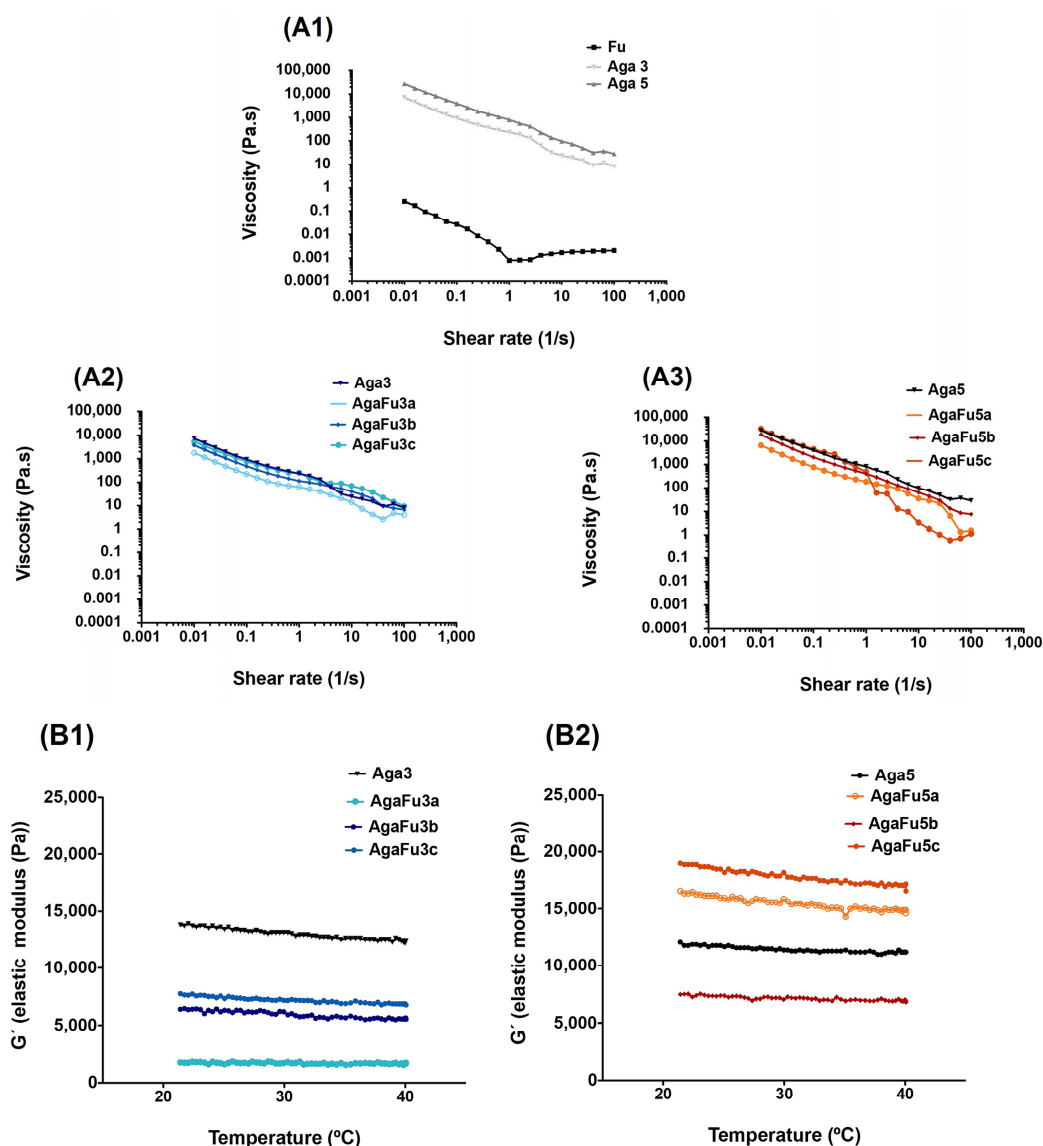 (A1)
Fu
Aga 3
Aga 5
100,000
10,000
1,000
100
10
1
0.1
0.01
0.001
0.0001
0.001 0.01 0.1 1 10 100 1,000
Viscosity (Pa.s)
Shear rate (1/s)
(A2)
Aga3
AgaFu3a
AgaFu3b
AgaFu3c
100,000
10,000
1,000
100
10
1
0.1
0.01
0.001
0.0001
0.001 0.01 0.1 1 10 100 1,000
Viscosity (Pa.s)
Shear rate (1/s)
(A3)
Aga5
AgaFu5a
AgaFu5b
AgaFu5c
100,000
10,000
1,000
100
10
1
0.1
0.01
0.001
0.0001
0.001 0.01 0.1 1 10 100 1,000
Viscosity (Pa.s)
Shear rate (1/s)
(B1)
Aga3
AgaFu3a
AgaFu3b
AgaFu3c
25,000
20,000
15,000
10,000
5,000
0
20 30 40
G´ (elastic modulus (Pa))
Temperature (ºC)
(B2)
Aga5
AgaFu5a
AgaFu5b
AgaFu5c
25,000
20,000
15,000
10,000
5,000
0
20 30 40
G´ (elastic modulus (Pa))
Temperature (ºC)